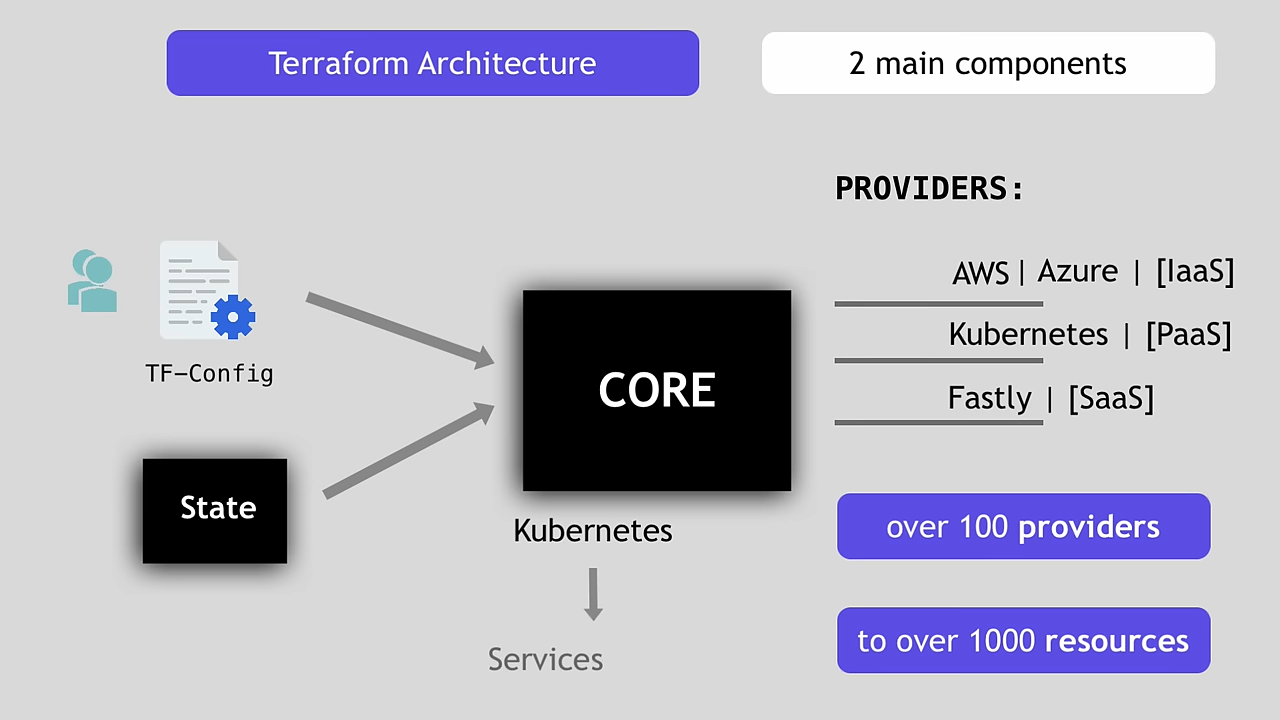 Terraform Architecture
2 main components
PROVIDERS:
AWS | Azure | [IaaS]
Kubernetes | [PaaS]
Fastly | [SaaS]
TF-Config
CORE
State
Kubernetes
Services
over 100 providers
to over 1000 resources